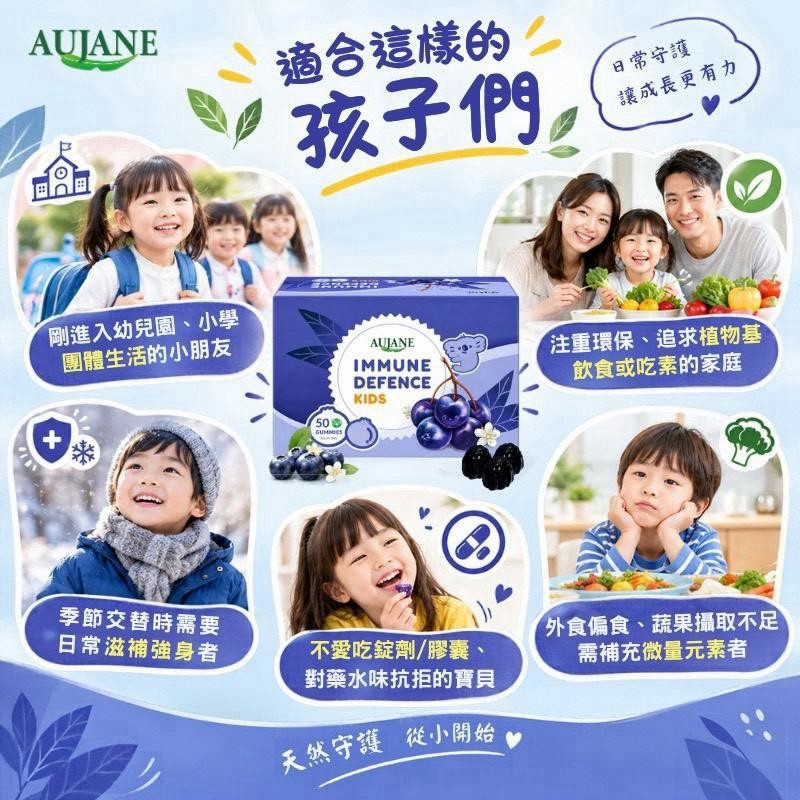 AUJANE
適合這樣的
孩子們
日常守護
讓成長更有力
剛進入幼兒園、小學
團體生活的小朋友
注重環保、追求植物基
飲食或吃素的家庭
AUJANE
IMMUNE
DEFENCE
KIDS
50
GUMMIES
IMMUNE
DEFENCE
季節交替時需要
日常滋補強身者
不愛吃錠劑/膠囊、
對藥水味抗拒的寶貝
外食偏食、蔬果攝取不足
需補充微量元素者
天然守護 從小開始